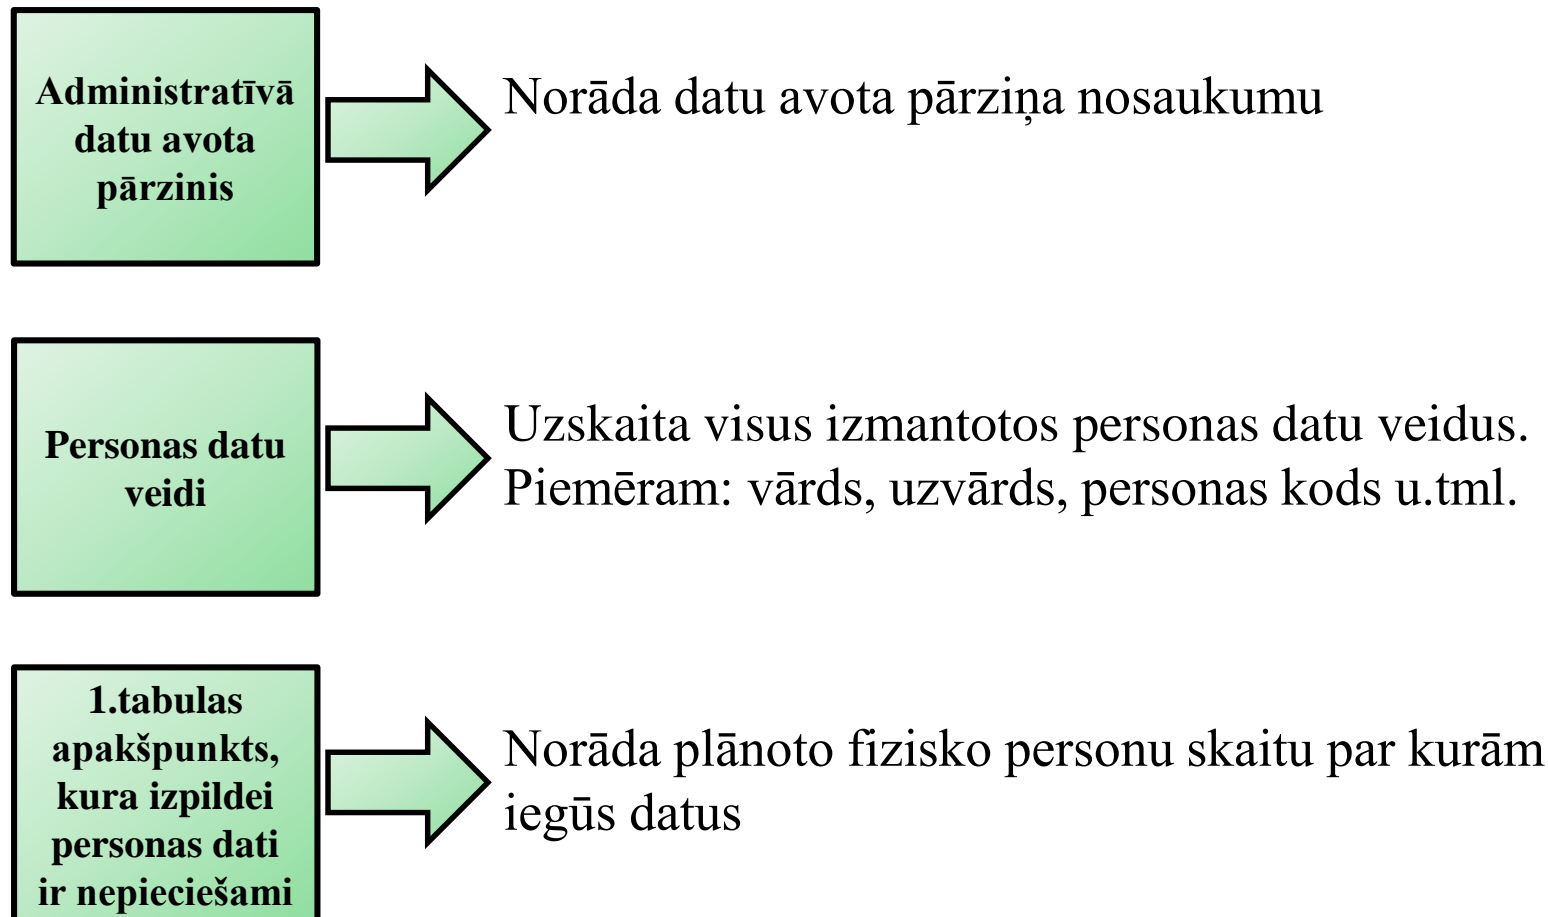 Administratīvā
datu avota
pārzinis
Norāda datu avota pārziņa nosaukumu
Personas datu
veidi
Uzskaita visus izmantotos personas datu veidus.
Piemēram: vārds, uzvārds, personas kods u.tml.
1.tabulas
apakšpunkts,
kura izpildei
personas dati
ir nepieciešami
Norāda plānoto fizisko personu skaitu par kurām
iegūs datus